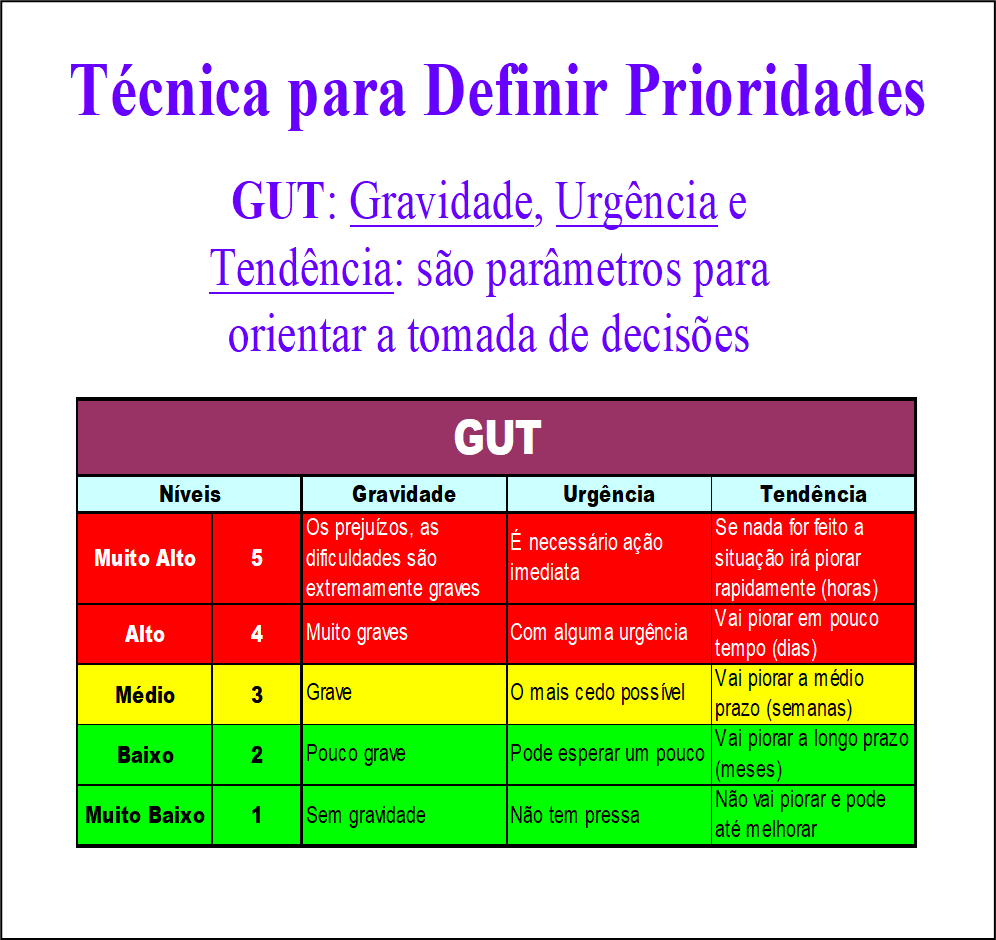 Técnica para Definir Prioridades
GUT: Gravidade, Urgência e
Tendência: são parâmetros para
orientar a tomada de decisões
GUT
Níveis
Gravidade
Urgência
Tendência
Muito Alto
5
Os prejuízos, as
dificuldades são
extremamente graves
É necessário ação
imediata
Se nada for feito a
situação irá piorar
rapidamente (horas)
Alto
4
Muito graves
Com alguma urgência
Vai piorar em pouco
tempo (dias)
Médio
3
Grave
O mais cedo possível
Vai piorar a médio
prazo (semanas)
Baixo
2
Pouco grave
Pode esperar um pouco
Vai piorar a longo prazo
(meses)
Muito Baixo
1
Sem gravidade
Não tem pressa
Não vai piorar e pode
até melhorar